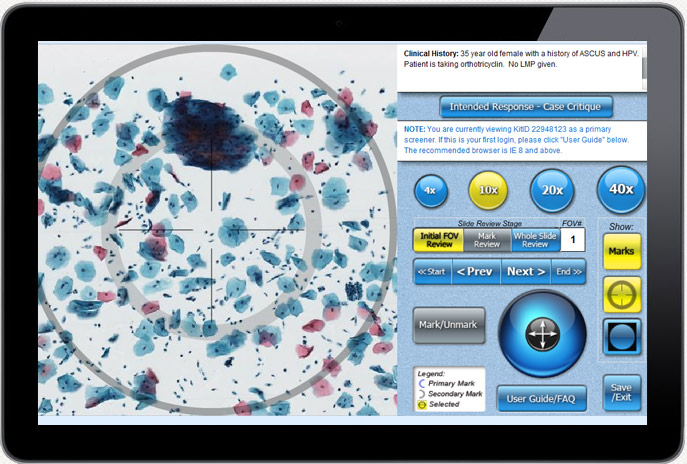 Clinical History: 35 year old female with a history of ASCUS and HPV.
Patient is taking orthotricyclin. No LMP given.
Intended Response - Case Critique
NOTE: You are currently viewing KitID 22948123 as a primary
screener. If this is your first login, please click "User Guide" below.
The recommended browser is IE 8 and above.
4x
10x
20x
40x
Slide Review Stage
FOV#
Show:
Initial FOV
Review
Mark
Review
Whole Slide
Review
1
Marks
<< Start
< Prev
Next >
End >>
Mark/Unmark
Legend:
Primary Mark
Secondary Mark
Selected
User Guide/FAQ
Save
/Exit